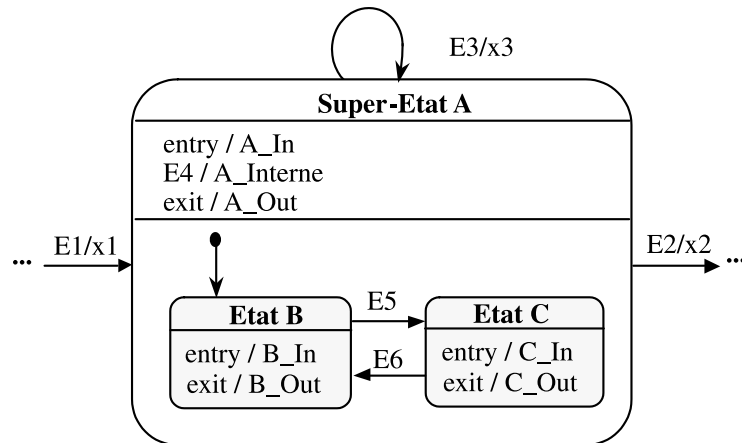 E3/x3
Super-Etat A
entry / A_In
E4 / A_Interne
exit / A_Out
... E1/x1
E2/x2 ...
Etat B
entry / B_In
exit / B_Out
E5
E6
Etat C
entry / C_In
exit / C_Out